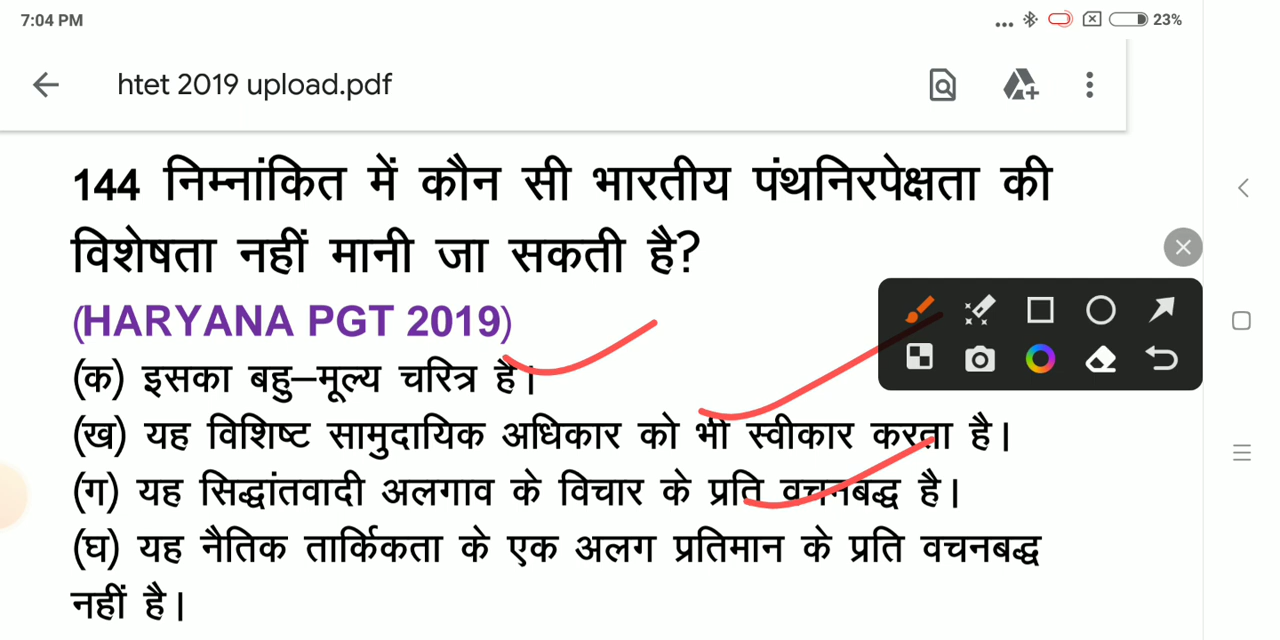 7:04 PM
23%
htet 2019 upload.pdf
144 निम्नांकित में कौन सी भारतीय पंथनिरपेक्षता की
विशेषता नहीं मानी जा सकती है?
(HARYANA PGT 2019)
(क) इसका बहु–मूल्य चरित्र है।
(ख) यह विशिष्ट सामुदायिक अधिकार को भी स्वीकार करता है।
(ग) यह सिद्धांतवादी अलगाव के विचार के प्रति वचनबद्ध है।
(घ) यह नैतिक तार्किकता के एक अलग प्रतिमान के प्रति वचनबद्ध
नहीं है।